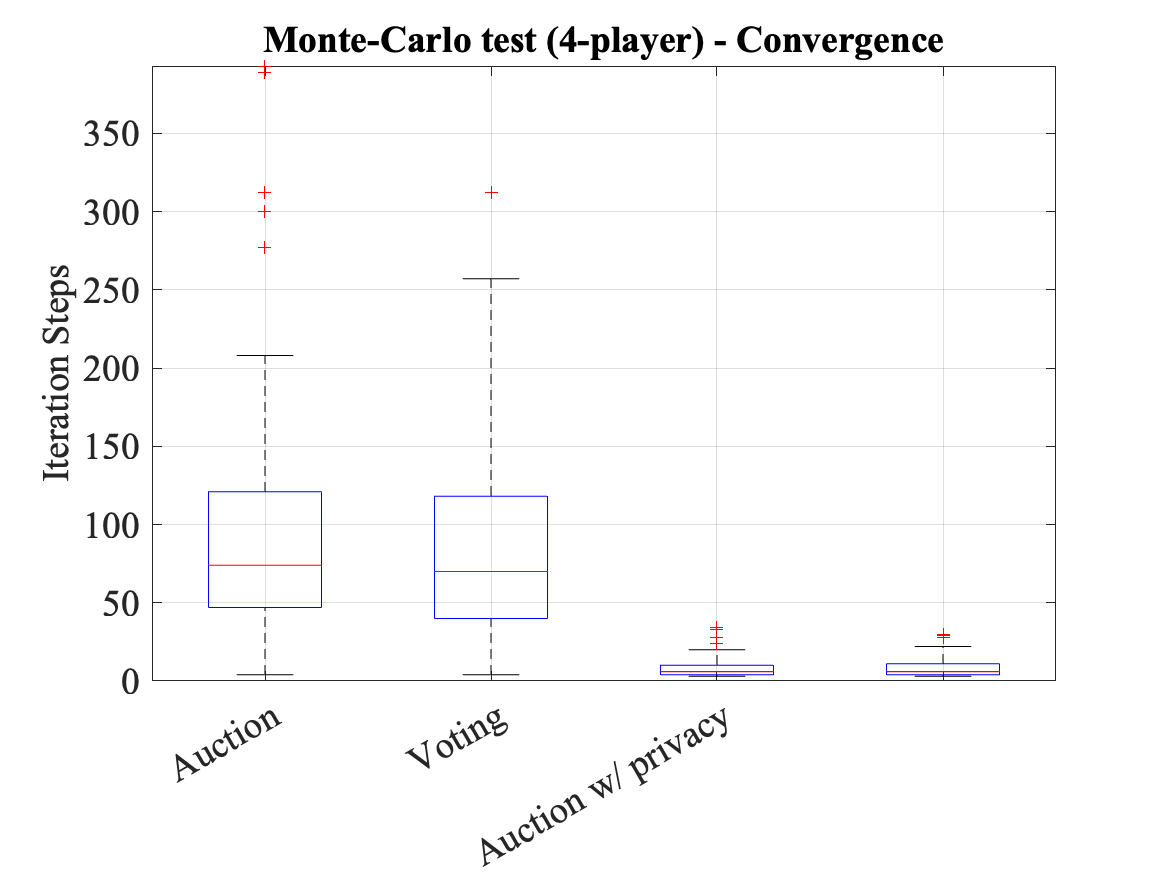 Monte-Carlo test (4-player) - Convergence
350
300
250
200
150
100
50
0
Iteration Steps
Auction
Voting
Auction w/ privacy